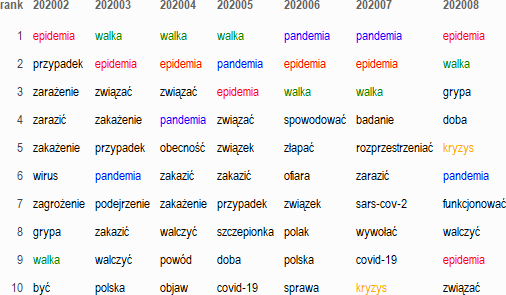 rank 202002 202003 202004 202005 202006 202007 202008
1 epidemia walka walka walka pandemia pandemia epidemia
2 przypadek epidemia epidemia pandemia epidemia epidemia walka
3 zarażenie związać związać epidemia walka walka grypa
4 zarazić zakażenie pandemia związać spowodować badanie doba
5 zakażenie przypadek obecność związek złapać rozprzestrzeniać kryzys
6 wirus pandemia zakazić zakazić ofiara zarazić pandemia
7 zagrożenie podejrzenie zakażenie przypadek związek sars-cov-2 funkcjonować
8 grypa zakazić walczyć szczepionka polak wywołać walczyć
9 walka walczyć powód doba polska covid-19 epidemia
10 być polska objaw covid-19 sprawa kryzys związać